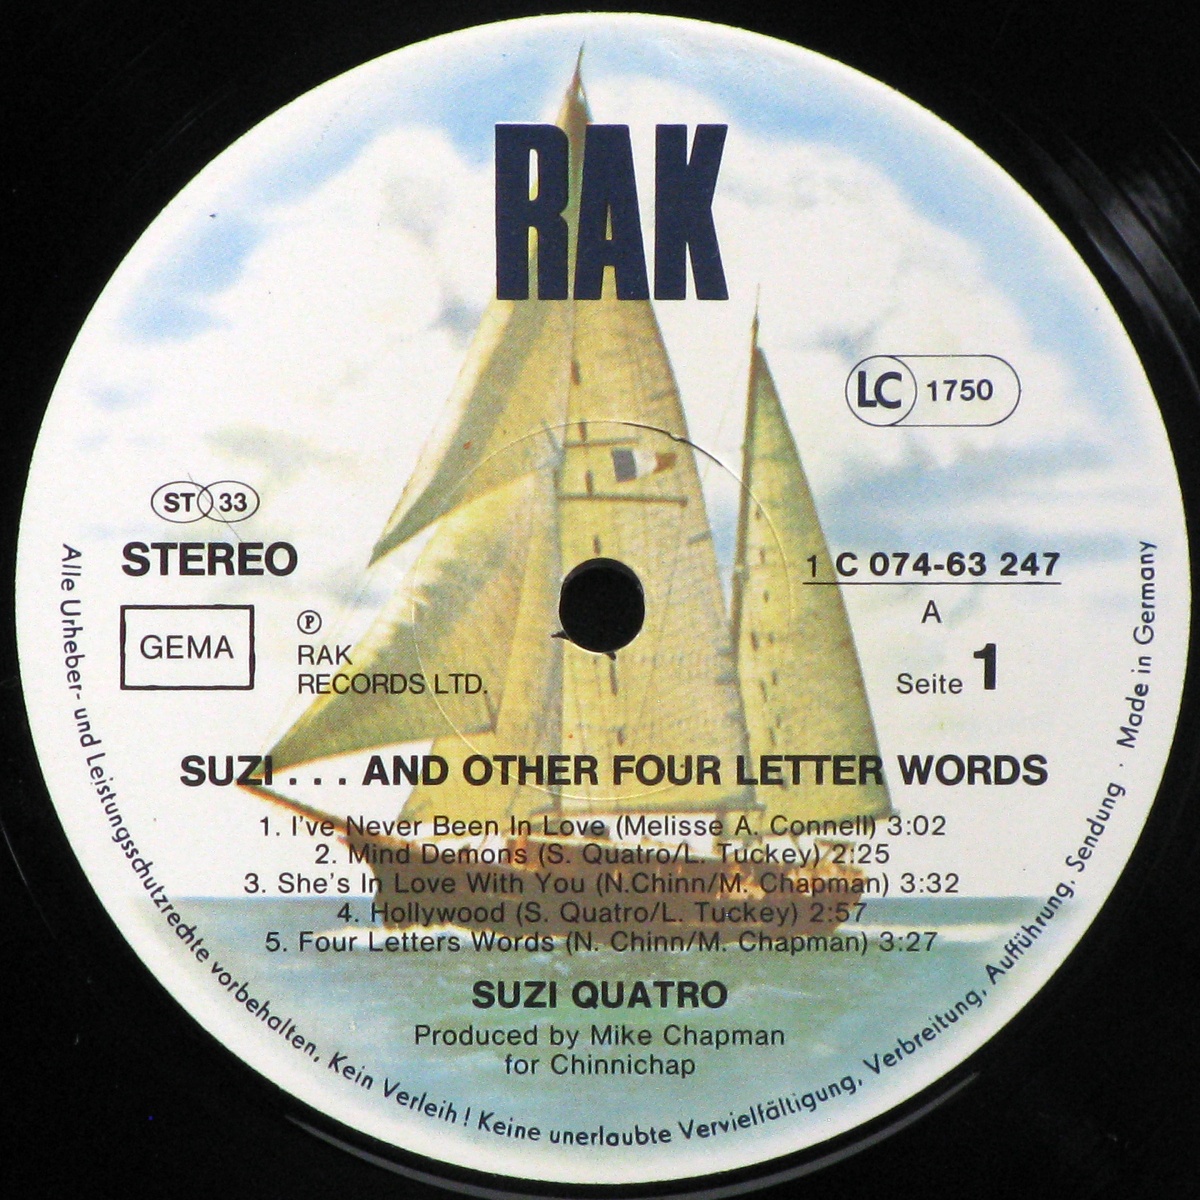 RAK
LC 1750
ST 33
STEREO
GEMA
℗
RAK
RECORDS LTD.
1 C 074-63 247
A
Seite 1
SUZI . . . AND OTHER FOUR LETTER WORDS
1. I've Never Been In Love (Melisse A. Connell) 3:02
2. Mind Demons (S. Quatro/L. Tuckey) 2:25
3. She's In Love With You (N.Chinn/M. Chapman) 3:32
4. Hollywood (S. Quatro/L. Tuckey) 2:57
5. Four Letters Words (N. Chinn/M. Chapman) 3:27
SUZI QUATRO
Produced by Mike Chapman
for Chinnichap
Alle Urheber- und Leistungsschutzrechte vorbehalten, Kein Verleih! Keine unerlaubte Vervielfältigung, Verbreitung, Aufführung, Sendung · Made in Germany